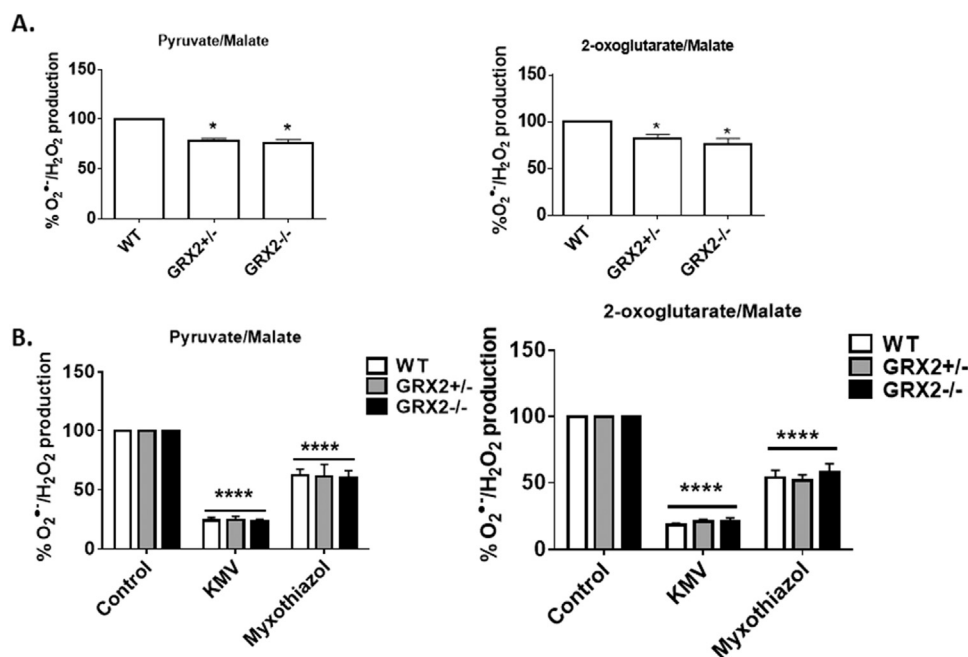 A.
Pyruvate/Malate
% O₂•-/H₂O₂ production
150
100
50
0
WT
GRX2+/-
GRX2-/-
*
*
2-oxoglutarate/Malate
%O₂•-/H₂O₂ production
150
100
50
0
WT
GRX2+/-
GRX2-/-
*
*
B.
Pyruvate/Malate
WT
GRX2+/-
GRX2-/-
% O₂•-/H₂O₂ production
150
100
50
0
****
****
Control
KMV
Myxothiazol
2-oxoglutarate/Malate
WT
GRX2+/-
GRX2-/-
% O₂•-/H₂O₂ production
150
100
50
0
****
****
Control
KMV
Myxothiazol